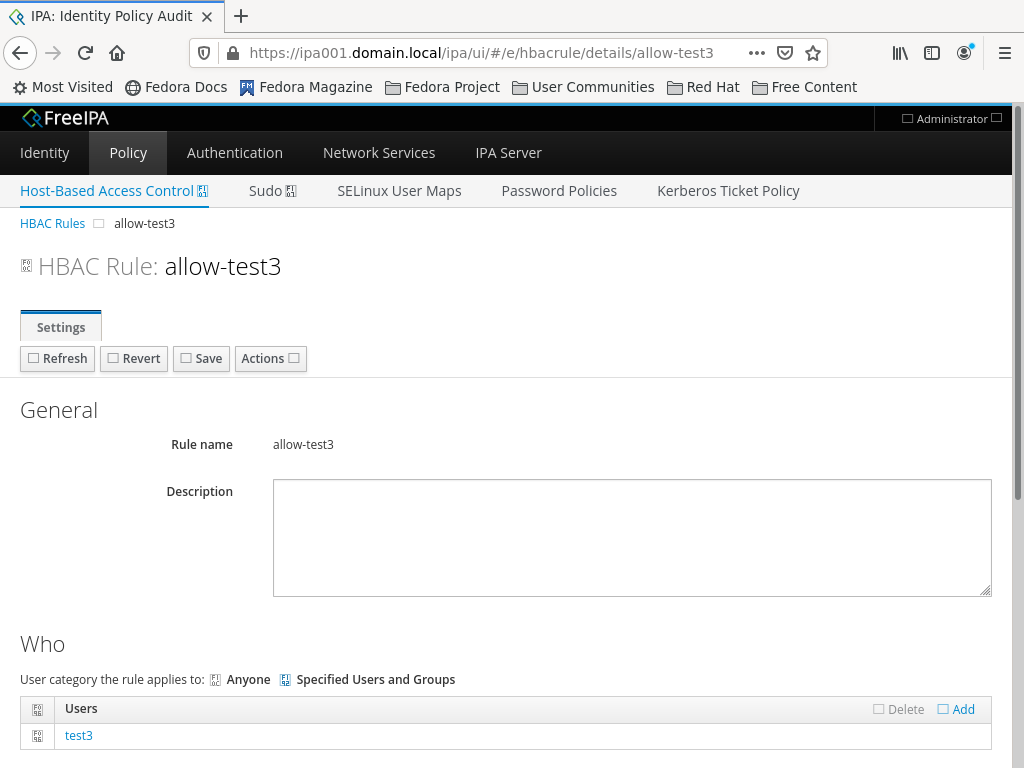 IPA: Identity Policy Audit
https://ipa001.domain.local/ipa/ui/#/e/hbacrule/details/allow-test3
Most Visited Fedora Docs Fedora Magazine Fedora Project User Communities Red Hat Free Content
FreeIPA Administrator
Identity Policy Authentication Network Services IPA Server
Host-Based Access Control Sudo SELinux User Maps Password Policies Kerberos Ticket Policy
HBAC Rules allow-test3
HBAC Rule: allow-test3
Settings
Refresh Revert Save Actions
General
Rule name allow-test3
Description
Who
User category the rule applies to: Anyone Specified Users and Groups
Users Delete Add
test3